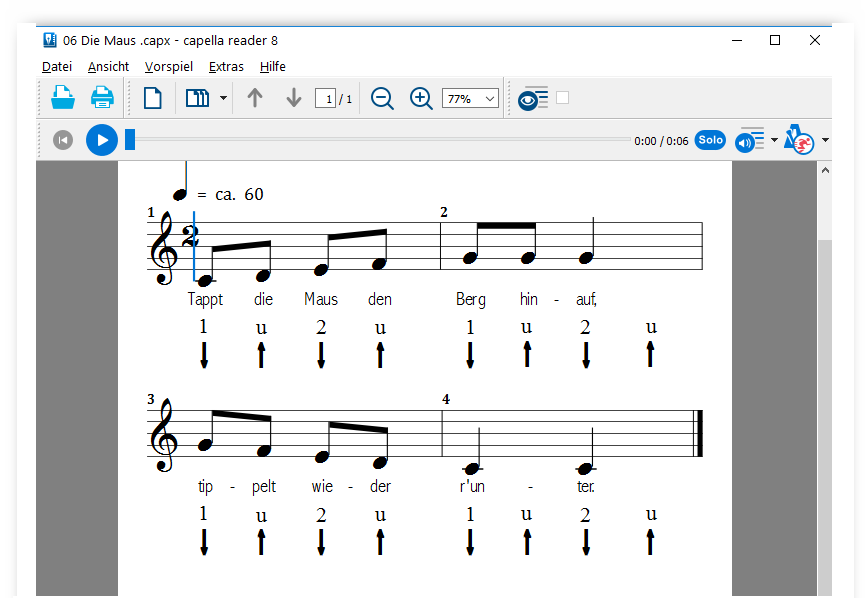 06 Die Maus .capx - capella reader 8
Datei Ansicht Vorspiel Extras Hilfe
1 / 1 77%
0:00 / 0:06 Solo
= ca. 60
1 2
2
Tappt die Maus den Berg hin - auf,
1 u 2 u 1 u 2 u
3 4
tip - pelt wie - der r'un - ter.
1 u 2 u 1 u 2 u